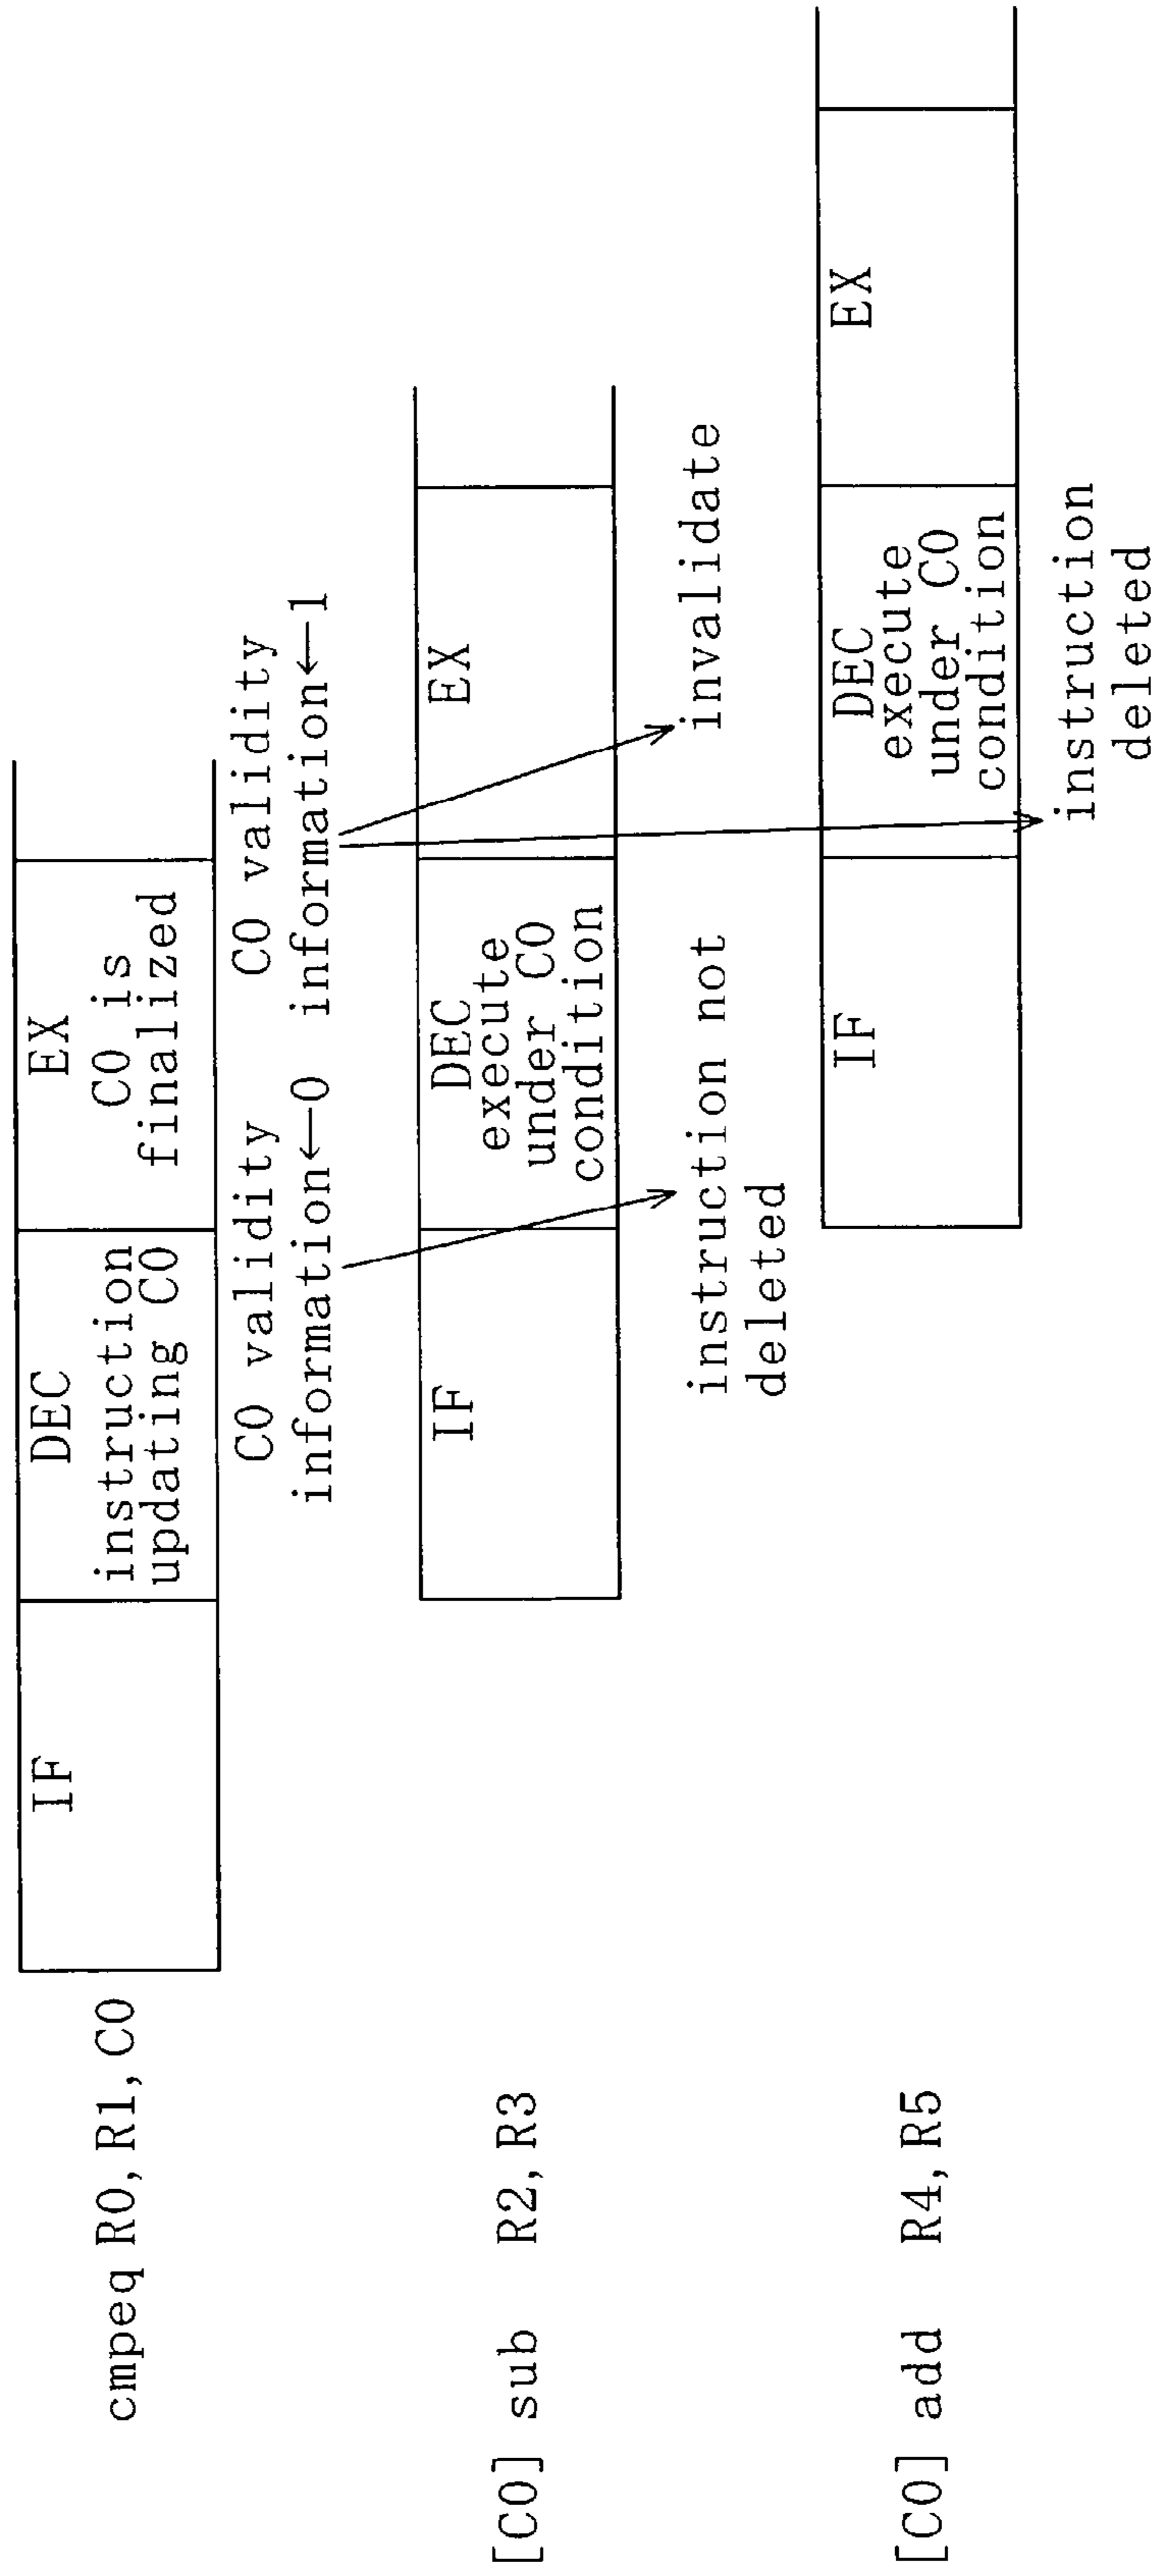 cmpeq R0, R1, C0
IF
DEC
instruction
updating C0
EX
C0 is
finalized
C0 validity
information←0
C0 validity
information←1
[C0] sub R2, R3
IF
DEC
execute
under C0
condition
EX
instruction not
deleted
invalidate
[C0] add R4, R5
IF
DEC
execute
under C0
condition
EX
instruction
deleted